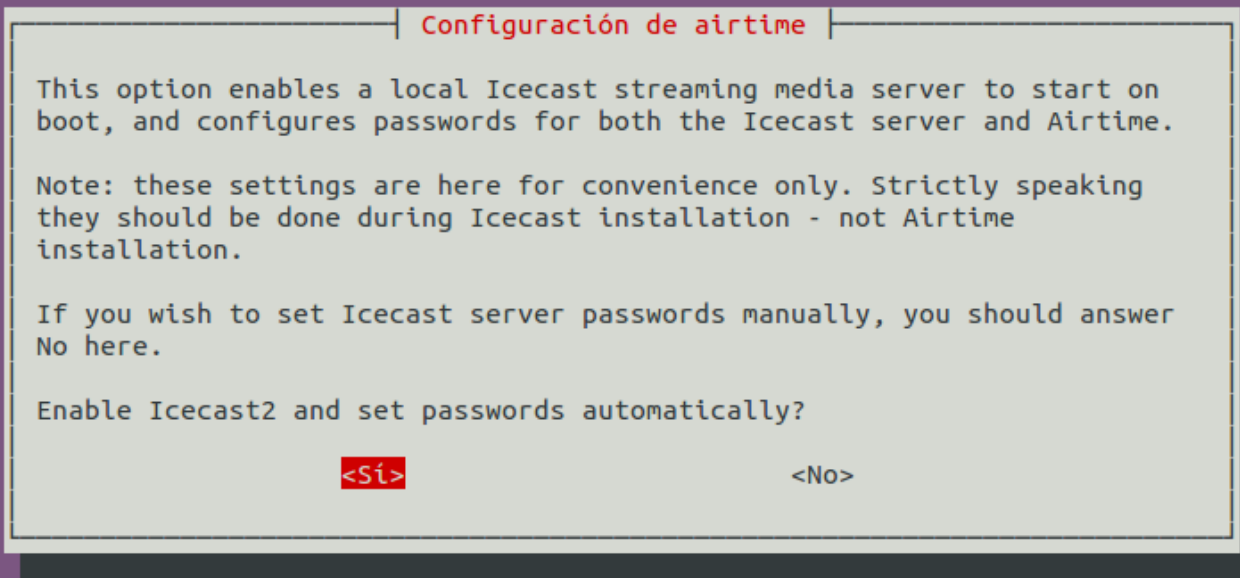 Configuración de airtime
This option enables a local Icecast streaming media server to start on
boot, and configures passwords for both the Icecast server and Airtime.
Note: these settings are here for convenience only. Strictly speaking
they should be done during Icecast installation - not Airtime
installation.
If you wish to set Icecast server passwords manually, you should answer
No here.
Enable Icecast2 and set passwords automatically?
<Sí> <No>